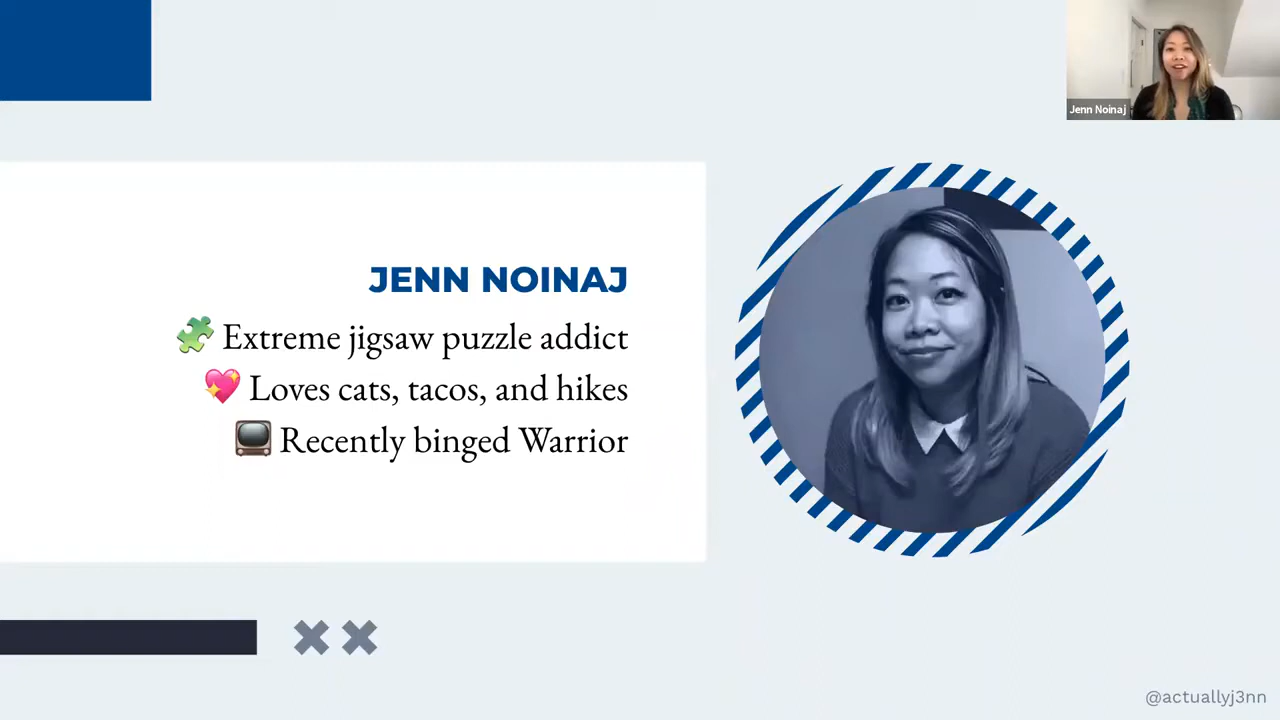 Jenn Noinaj
JENN NOINAJ
🧩 Extreme jigsaw puzzle addict
💖 Loves cats, tacos, and hikes
📺 Recently binged Warrior
@actuallyj3nn